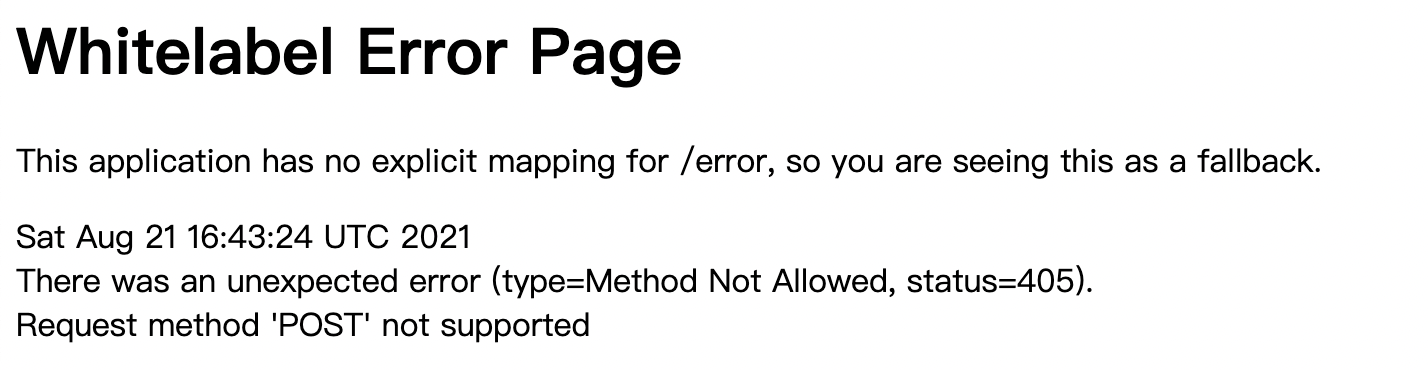 Whitelabel Error Page
This application has no explicit mapping for /error, so you are seeing this as a fallback.
Sat Aug 21 16:43:24 UTC 2021
There was an unexpected error (type=Method Not Allowed, status=405).
Request method 'POST' not supported